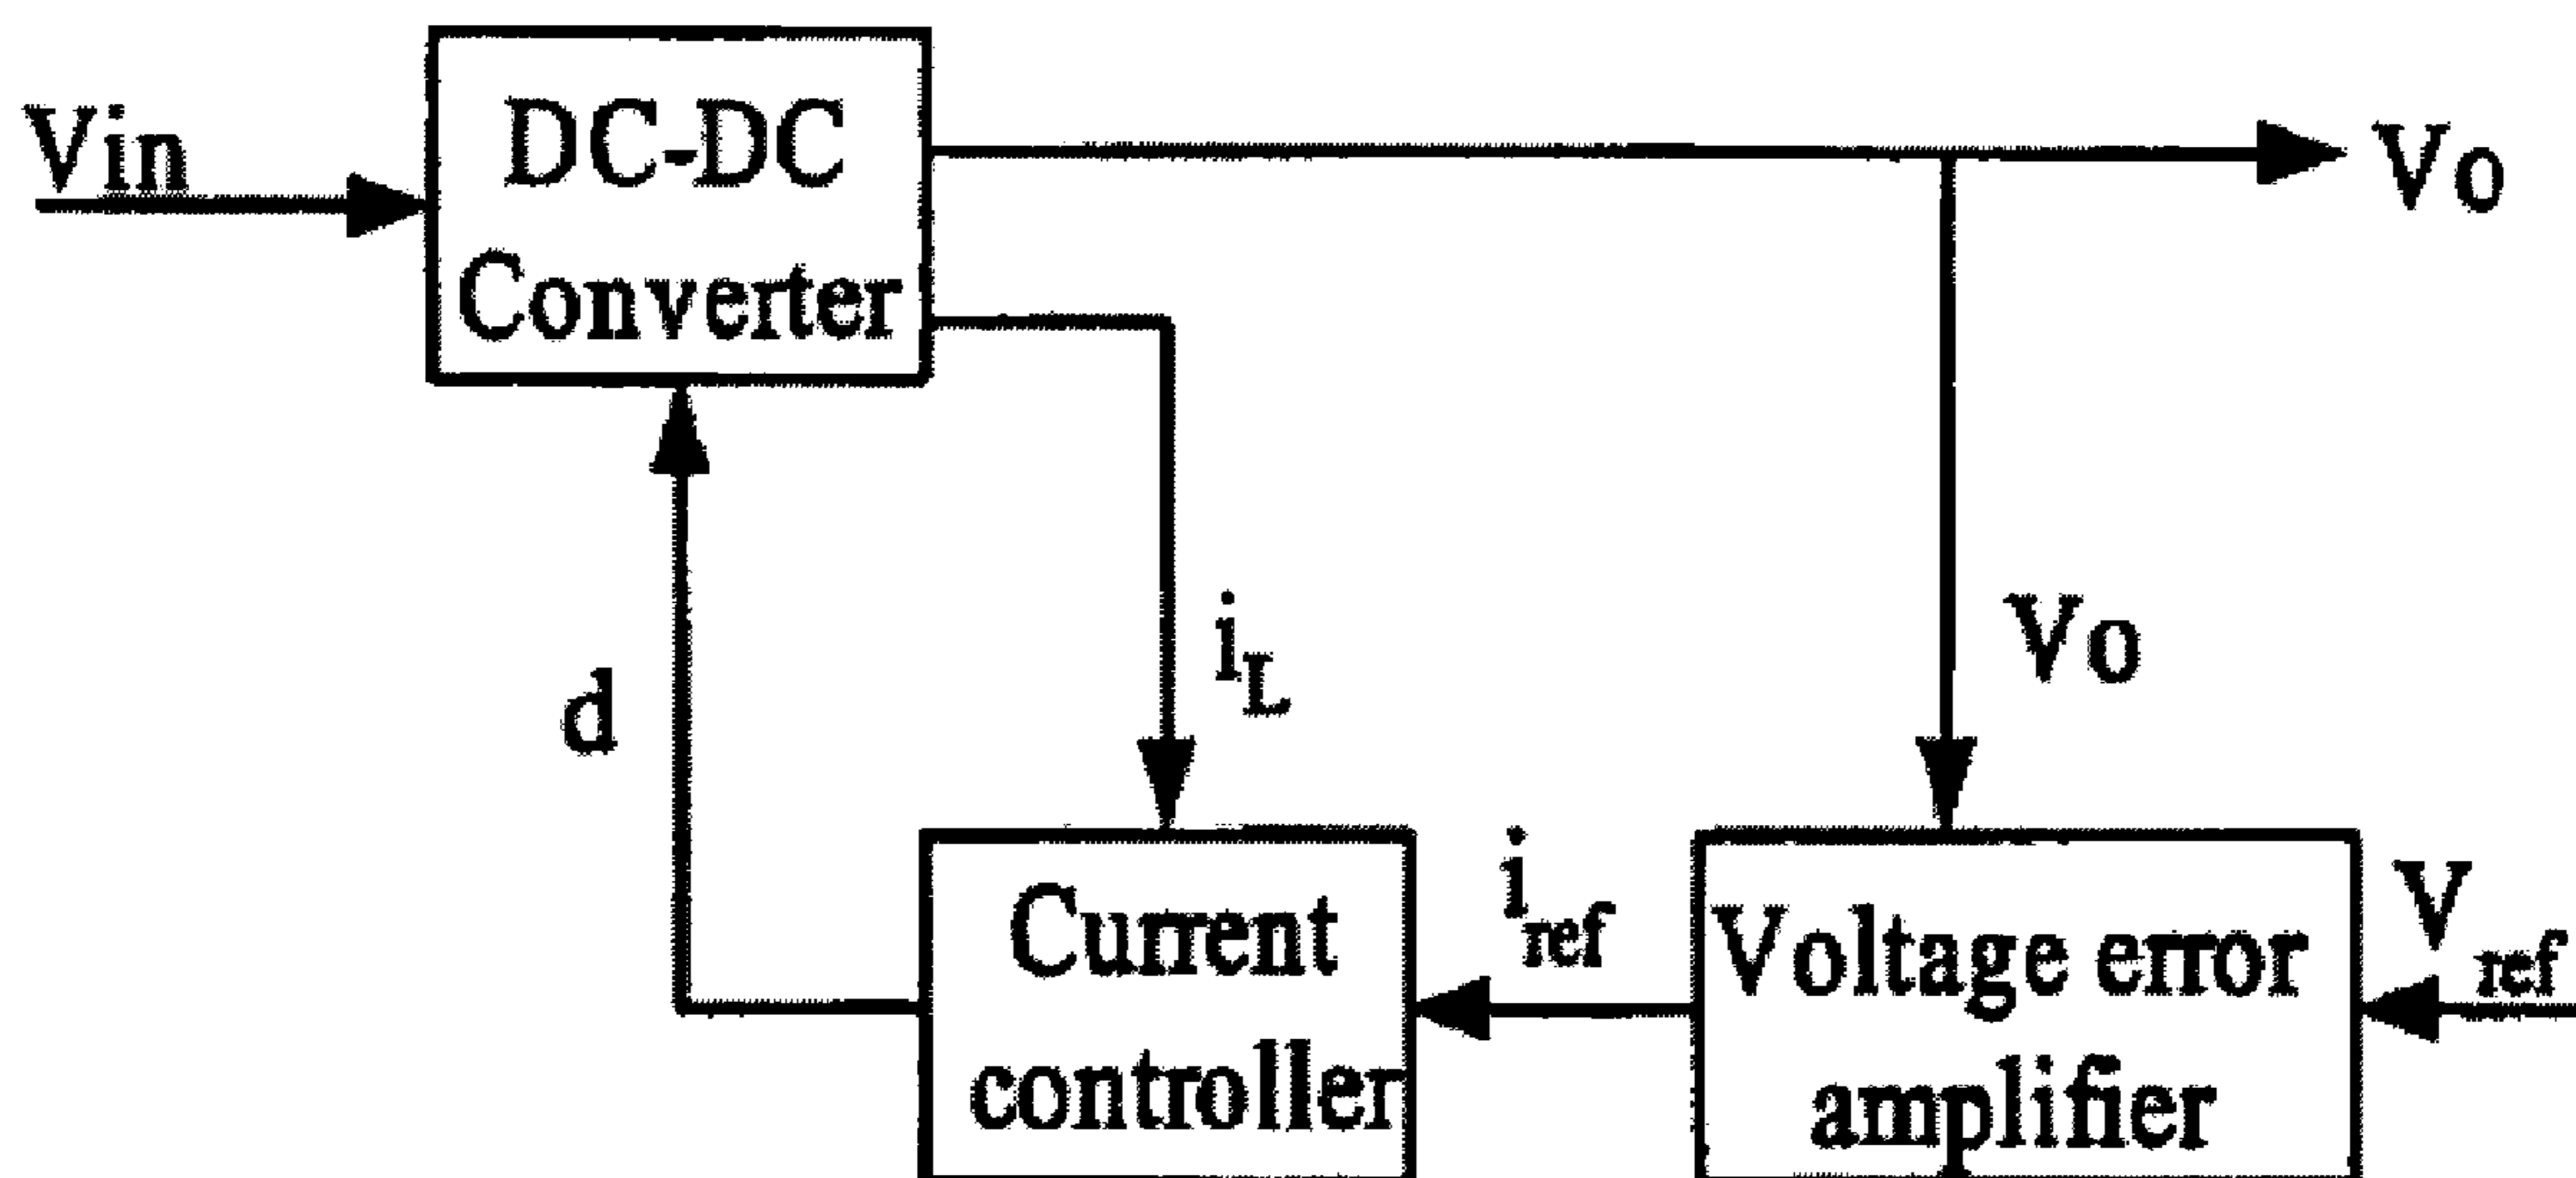 Vin
DC-DC
Converter
Vo
d
iL
Vo
Current
controller
iref
Voltage error
amplifier
Vref